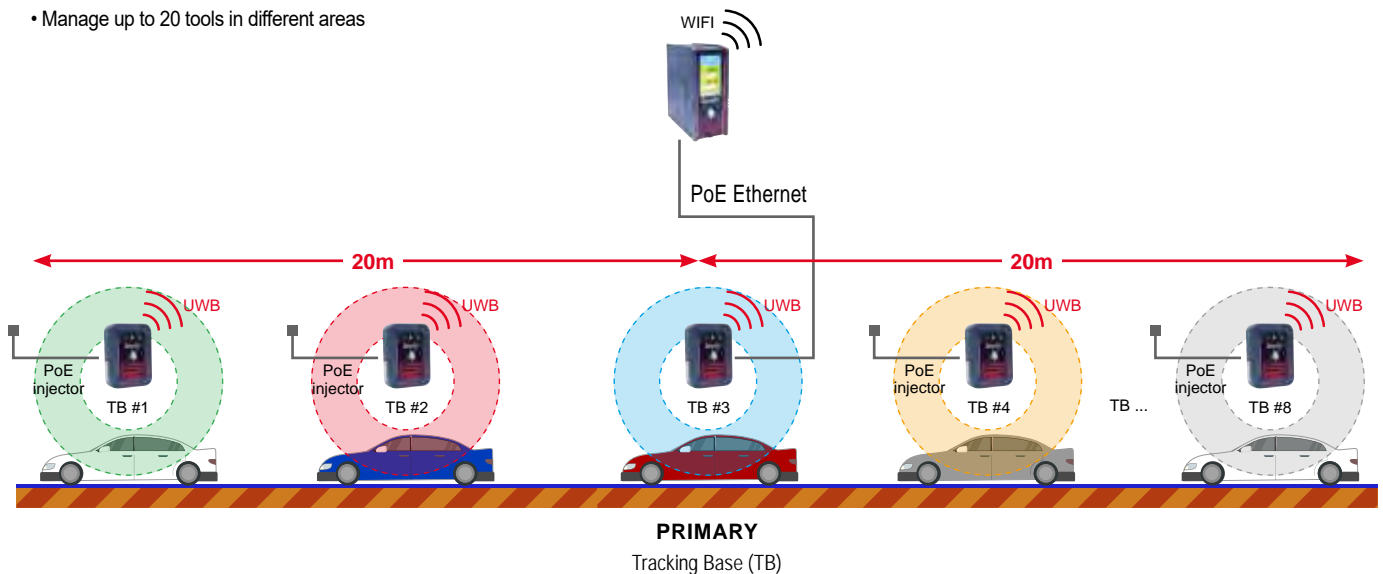 • Manage up to 20 tools in different areas
WIFI
PoE Ethernet
20m
20m
UWB
UWB
UWB
UWB
UWB
PoE
injector
TB #1
PoE
injector
TB #2
TB #3
PoE
injector
TB #4
TB ...
PoE
injector
TB #8
PRIMARY
Tracking Base (TB)